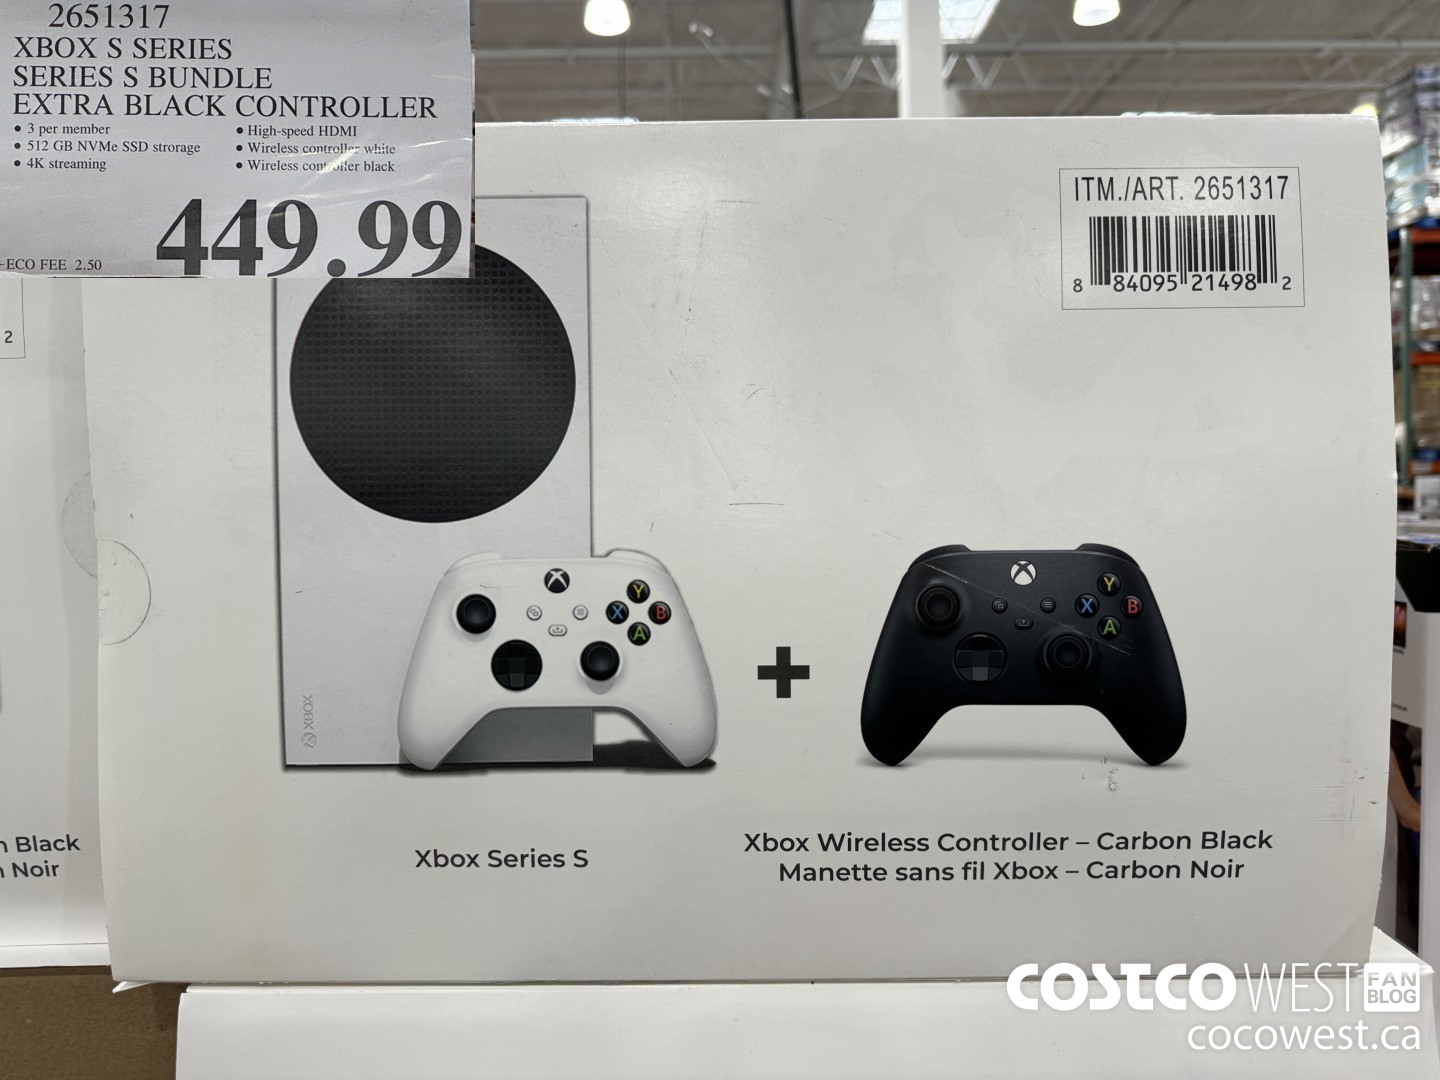 2651317
XBOX S SERIES
SERIES S BUNDLE
EXTRA BLACK CONTROLLER
• 3 per member
• 512 GB NVMe SSD strorage
• 4K streaming
• High-speed HDMI
• Wireless controller white
• Wireless controller black
449.99
-ECO FEE 2.50
ITM./ART. 2651317
8 84095 21498 2
2
XBOX
Y
X
B
A
Y
X
B
A
+
n Black
n Noir
Xbox Series S
Xbox Wireless Controller – Carbon Black
Manette sans fil Xbox – Carbon Noir
COSTCO WEST FAN BLOG
cocowest.ca